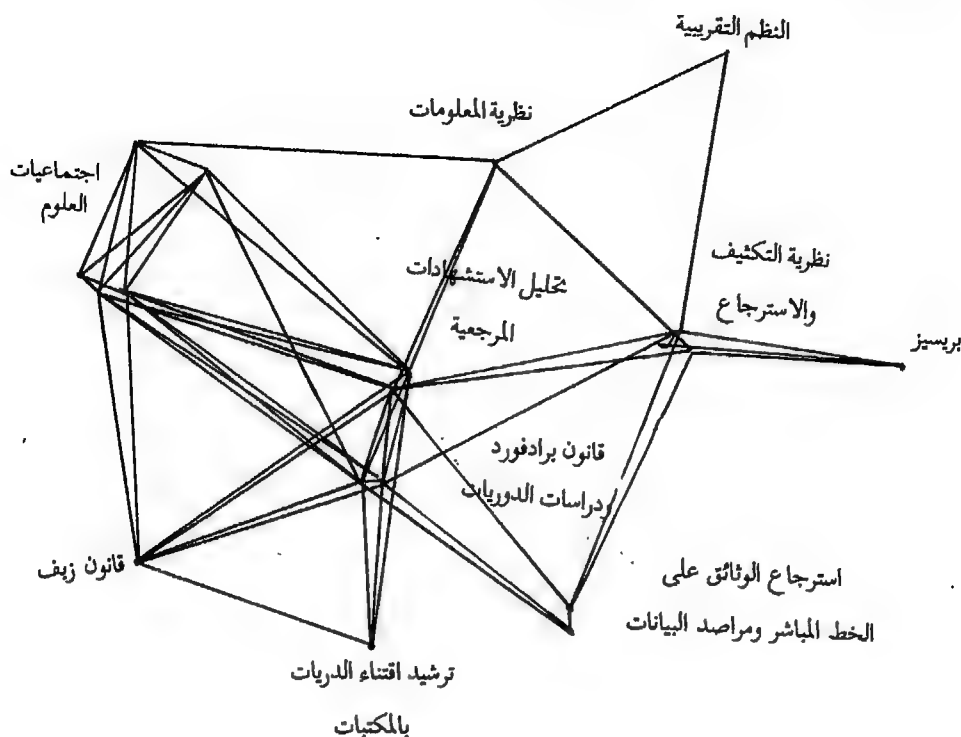 النظم التقريبية
نظرية المعلومات
اجتماعيات
العلوم
نظرية التكثيف
والاسترجاع
تحليل الاستشهادات
المرجعية
بريسيز
قانون برادفورد
ودراسات الدوريات
قانون زيف
استرجاع الوثائق على
الخط المباشر ومراصد البيانات
ترشيد اقتناء الدريات
بالمكتبات